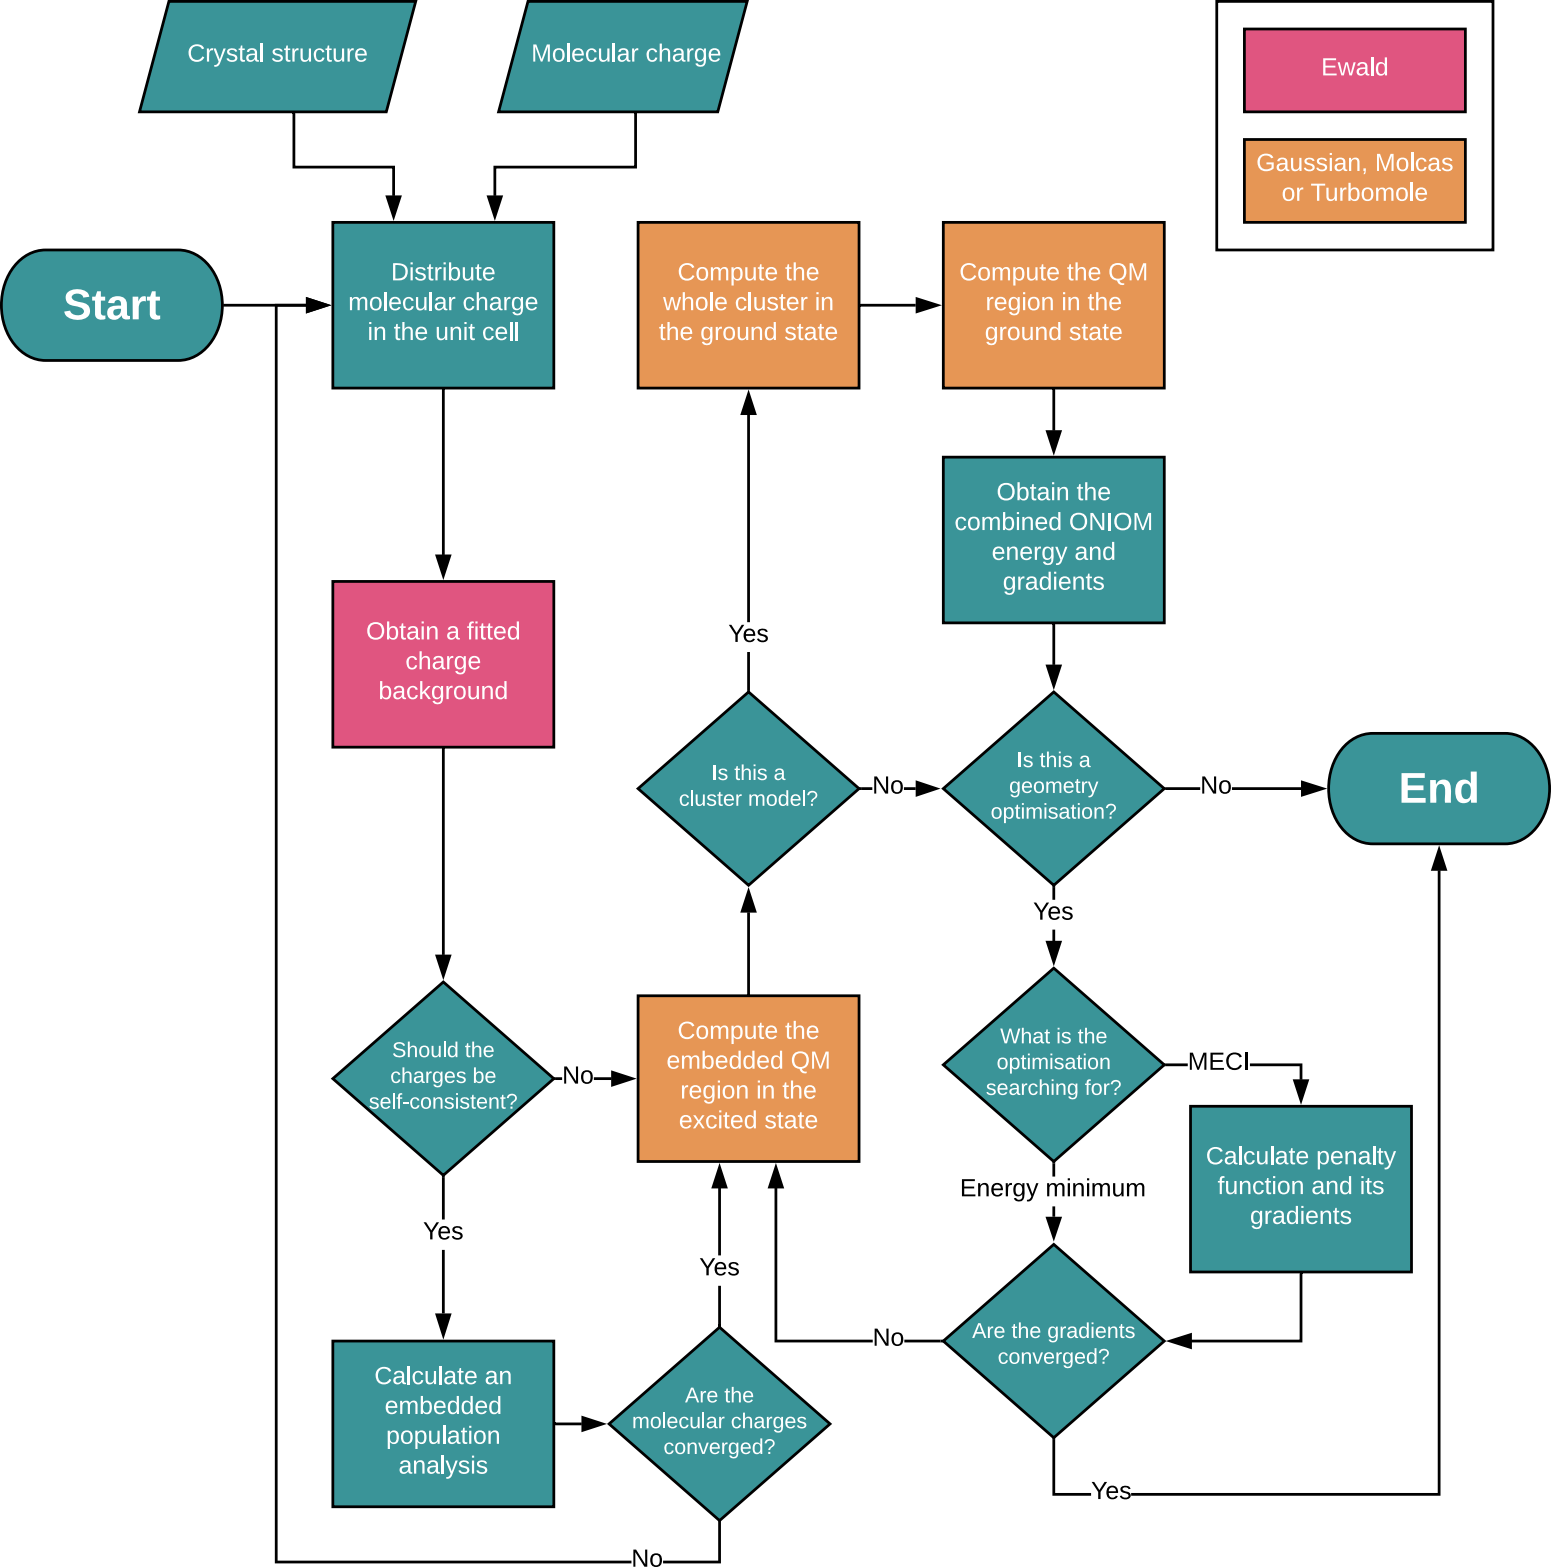 Crystal structure
Molecular charge
Ewald
Gaussian, Molcas
or Turbomole
Start
Distribute
molecular charge
in the unit cell
Compute the
whole cluster in
the ground state
Compute the QM
region in the
ground state
Obtain the
combined ONIOM
energy and
gradients
Obtain a fitted
charge
background
Yes
Is this a
cluster model?
No
Is this a
geometry
optimisation?
No
End
Yes
Should the
charges be
self-consistent?
No
Compute the
embedded QM
region in the
excited state
What is the
optimisation
searching for?
MECI
Calculate penalty
function and its
gradients
Energy minimum
Yes
Yes
Are the gradients
converged?
No
Calculate an
embedded
population
analysis
Are the
molecular charges
converged?
Yes
No